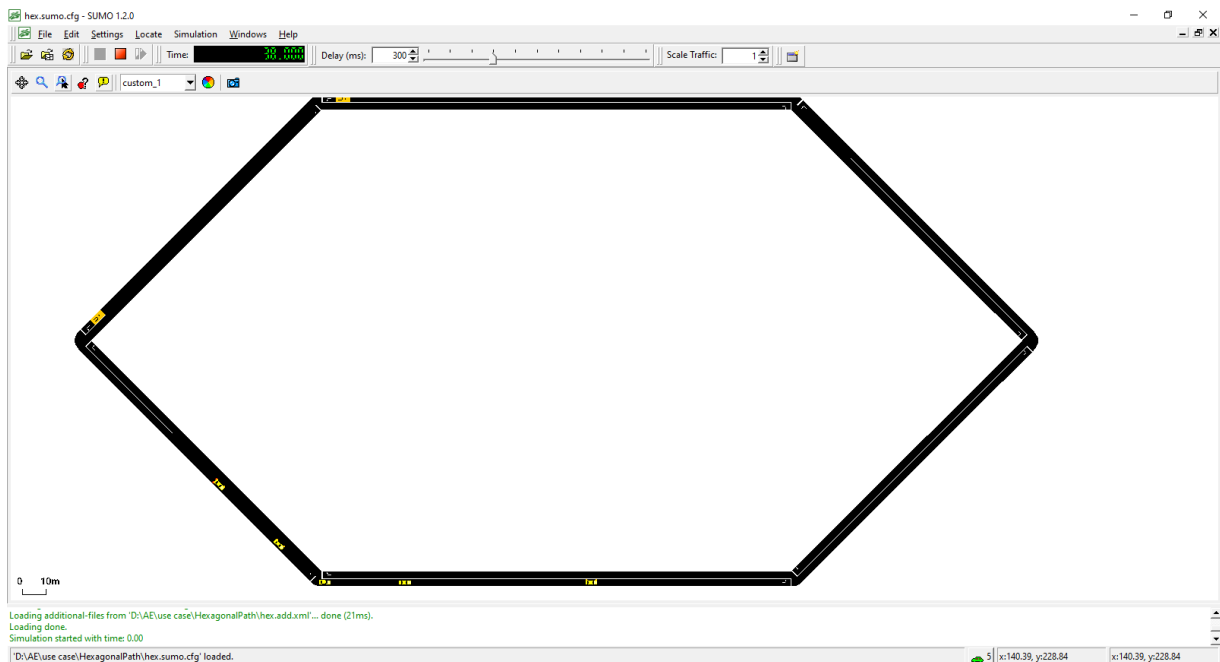 hex.sumo.cfg - SUMO 1.2.0
File Edit Settings Locate Simulation Windows Help
Time: 38.000 Delay (ms): 300 Scale Traffic: 1
custom_1
0 10m
Loading additional-files from 'D:\AE\use case\HexagonalPath\hex.add.xml'... done (21ms).
Loading done.
Simulation started with time: 0.00
'D:\AE\use case\HexagonalPath\hex.sumo.cfg' loaded. 5 x:140.39, y:228.84 x:140.39, y:228.84